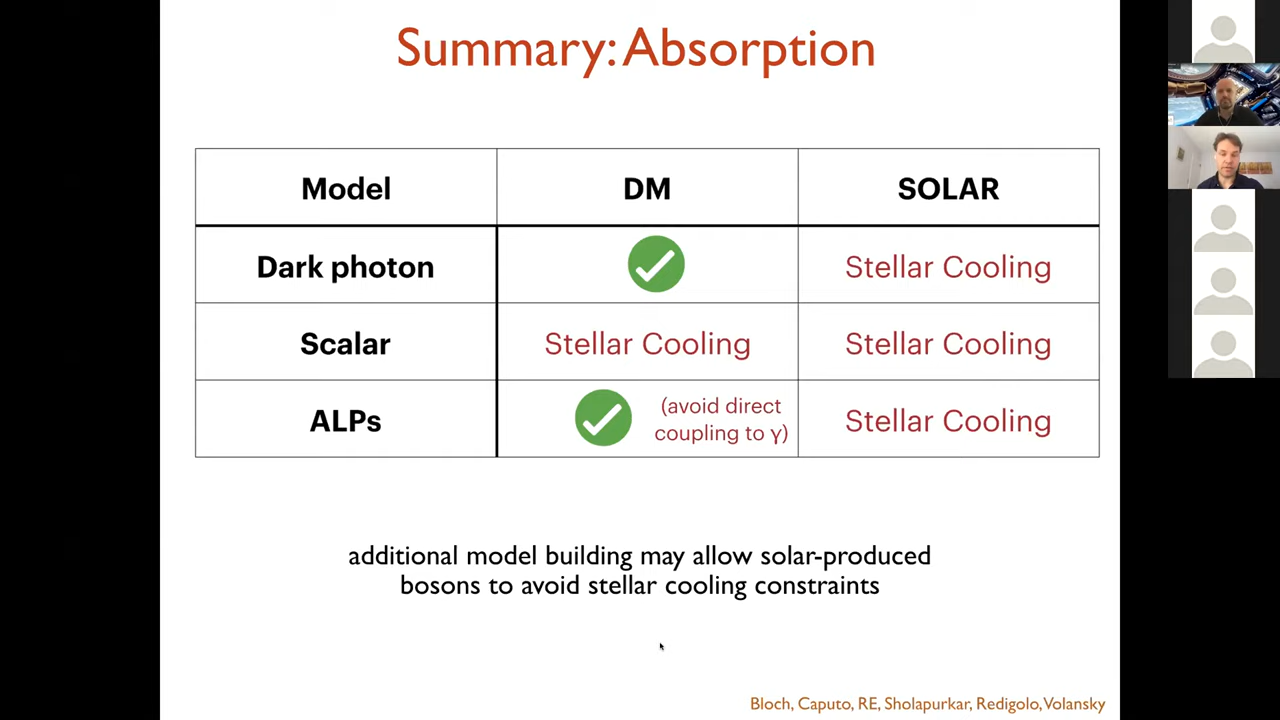 Summary: Absorption
Model DM SOLAR
Dark photon Stellar Cooling
Scalar Stellar Cooling Stellar Cooling
ALPs (avoid direct coupling to γ) Stellar Cooling
additional model building may allow solar-produced
bosons to avoid stellar cooling constraints
Bloch, Caputo, RE, Sholapurkar, Redigolo, Volansky